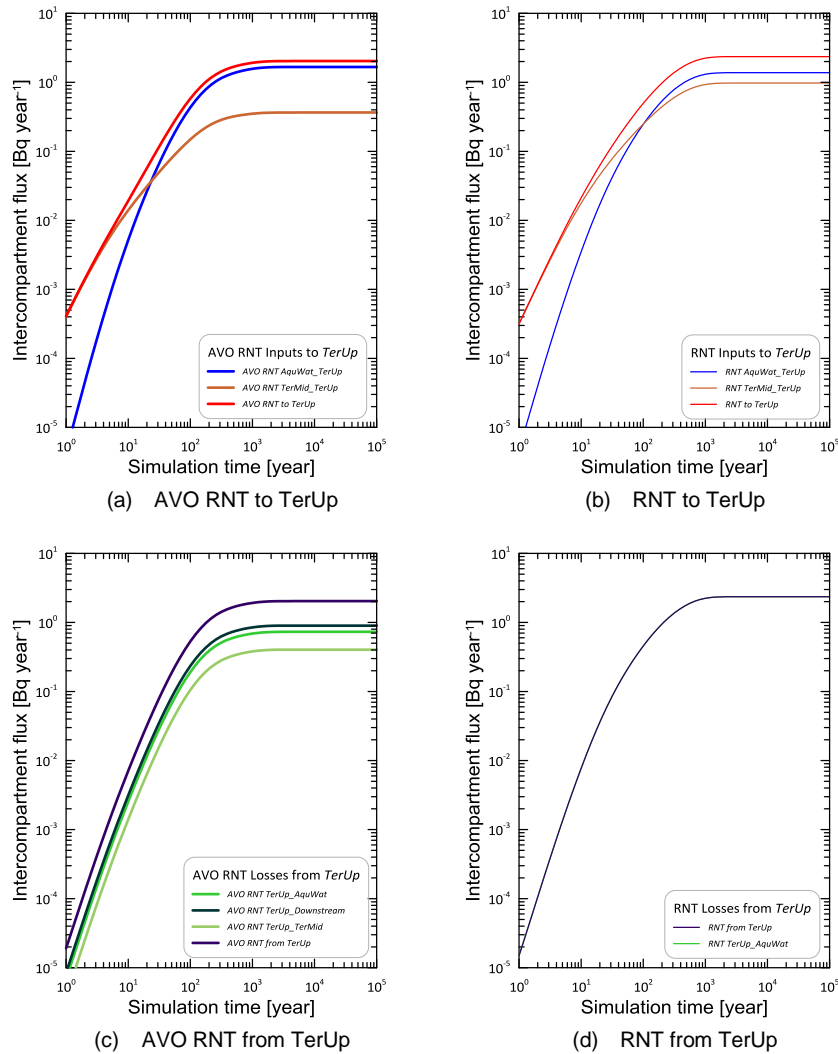 Intercompartment flux [Bq year⁻¹]
10¹
10⁰
10⁻¹
10⁻²
10⁻³
10⁻⁴
10⁻⁵
AVO RNT Inputs to TerUp
AVO RNT AquWat_TerUp
AVO RNT TerMid_TerUp
AVO RNT to TerUp
10⁰ 10¹ 10² 10³ 10⁴ 10⁵
Simulation time [year]
(a) AVO RNT to TerUp
Intercompartment flux [Bq year⁻¹]
10¹
10⁰
10⁻¹
10⁻²
10⁻³
10⁻⁴
10⁻⁵
RNT Inputs to TerUp
RNT AquWat_TerUp
RNT TerMid_TerUp
RNT to TerUp
10⁰ 10¹ 10² 10³ 10⁴ 10⁵
Simulation time [year]
(b) RNT to TerUp
Intercompartment flux [Bq year⁻¹]
10¹
10⁰
10⁻¹
10⁻²
10⁻³
10⁻⁴
10⁻⁵
AVO RNT Losses from TerUp
AVO RNT TerUp_AquWat
AVO RNT TerUp_Downstream
AVO RNT TerUp_TerMid
AVO RNT from TerUp
10⁰ 10¹ 10² 10³ 10⁴ 10⁵
Simulation time [year]
(c) AVO RNT from TerUp
Intercompartment flux [Bq year⁻¹]
10¹
10⁰
10⁻¹
10⁻²
10⁻³
10⁻⁴
10⁻⁵
RNT Losses from TerUp
RNT from TerUp
RNT TerUp_AquWat
10⁰ 10¹ 10² 10³ 10⁴ 10⁵
Simulation time [year]
(d) RNT from TerUp